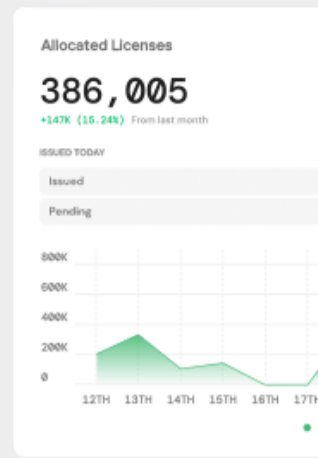 Allocated Licenses
386,005
+147K (15.24%) From last month
ISSUED TODAY
Issued
Pending
800K
600K
400K
200K
0
12TH 13TH 14TH 15TH 16TH 17TH